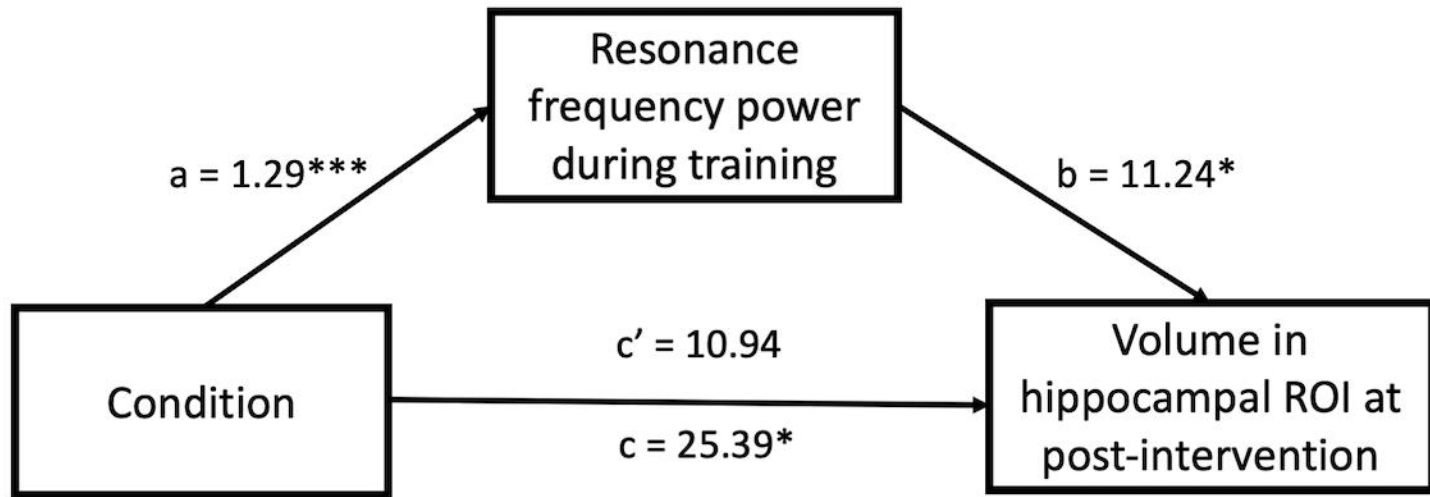 Resonance
frequency power
during training
a = 1.29***
b = 11.24*
Condition
c’ = 10.94
c = 25.39*
Volume in
hippocampal ROI at
post-intervention